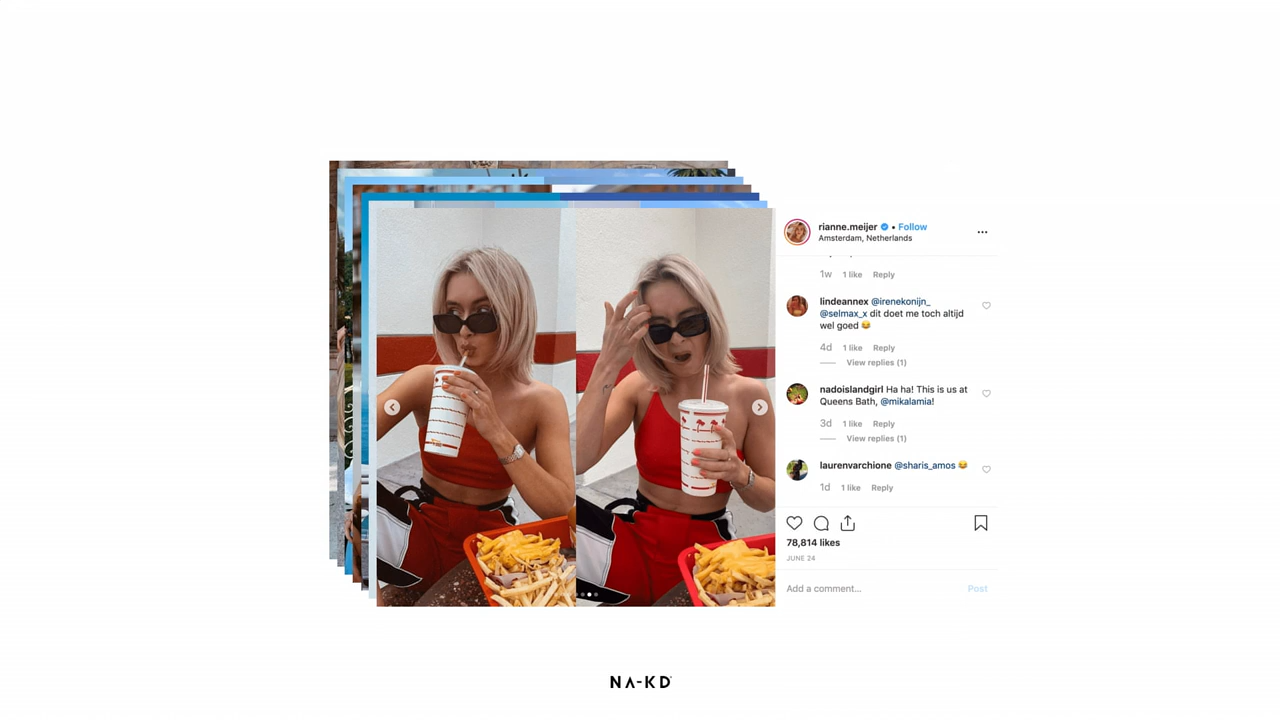 rianne.meijer • Follow
Amsterdam, Netherlands
1w 1 like Reply
lindeannex @irenekonijn_
@selmax_x dit doet me toch altijd
wel goed 😂
4d 1 like Reply
View replies (1)
nadoislandgirl Ha ha! This is us at
Queens Bath, @mikalamia!
3d 1 like Reply
View replies (1)
laurenvarchione @sharis_amos 😂
1d 1 like Reply
78,814 likes
JUNE 24
Add a comment... Post
NA-KD